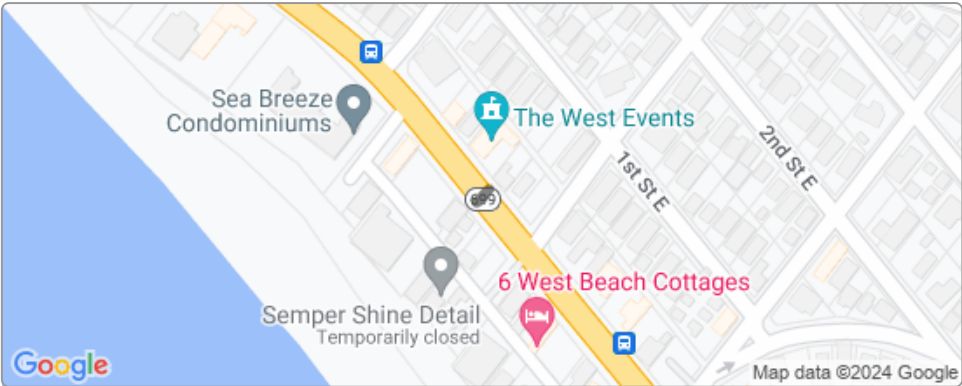 Sea Breeze
Condominiums
The West Events
1st St E
2nd St E
6 West Beach Cottages
Semper Shine Detail
Temporarily closed
Google
Map data ©2024 Google